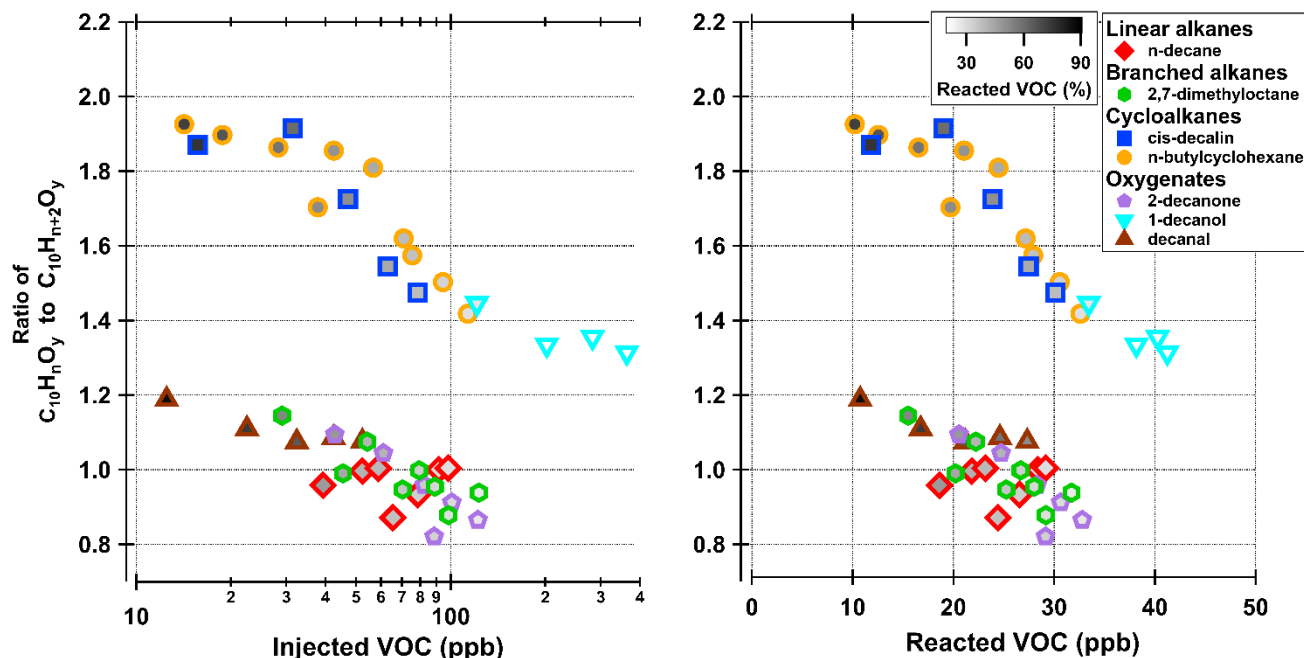 2.2
2.0
1.8
1.6
1.4
1.2
1.0
0.8
Ratio of
C10HnOy to C10Hn+2Oy
10
2
3
4
5
6
7
8
9
100
2
3
4
Injected VOC (ppb)
2.2
2.0
1.8
1.6
1.4
1.2
1.0
0.8
0
10
20
30
40
50
Reacted VOC (ppb)
30
60
90
Reacted VOC (%)
Linear alkanes
n-decane
Branched alkanes
2,7-dimethyloctane
Cycloalkanes
cis-decalin
n-butylcyclohexane
Oxygenates
2-decanone
1-decanol
decanal